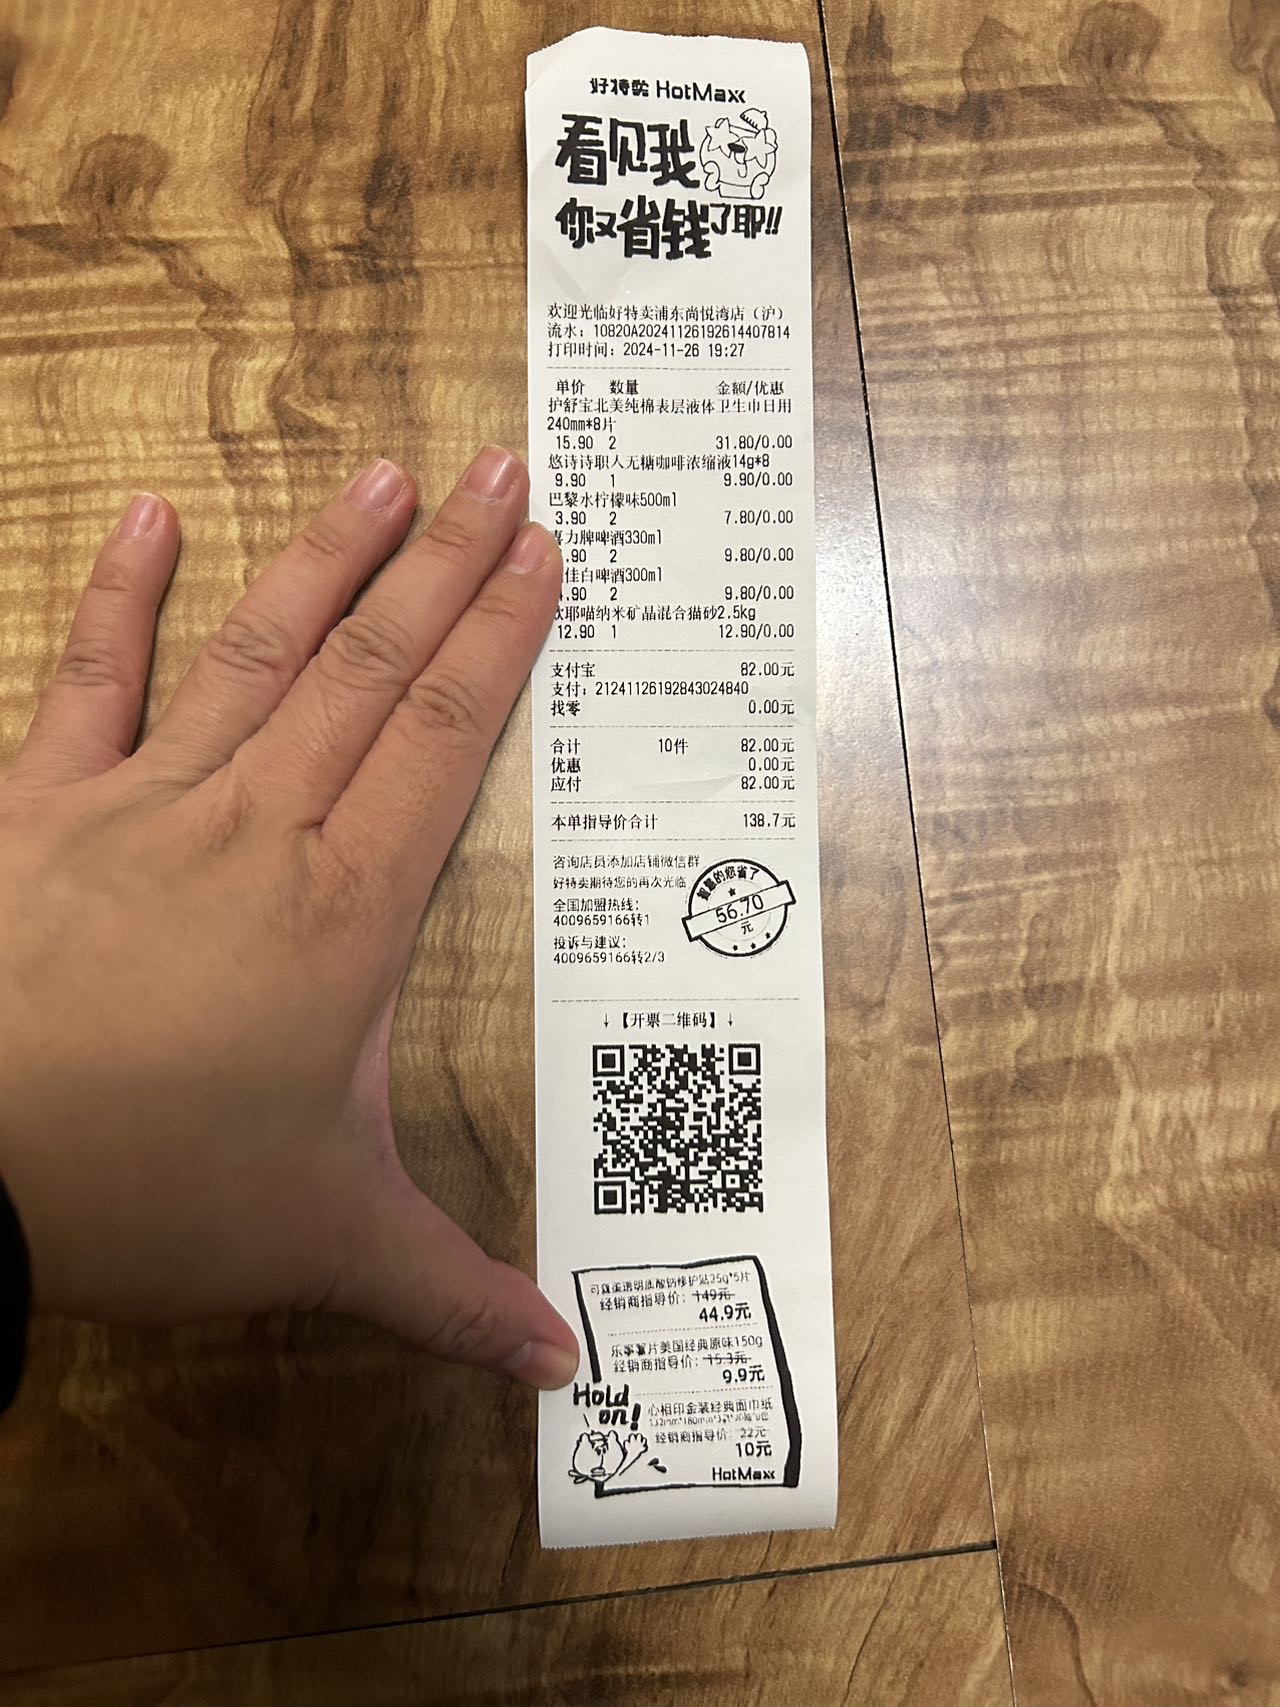 好特卖 HotMaxx
看见我
你又省钱了耶!!
欢迎光临好特卖浦东尚悦湾店（沪）
流水：10820A20241126192614407814
打印时间：2024-11-26 19:27
单价 数量 金额/优惠
护舒宝北美纯棉表层液体卫生巾日用
240mm*8片
15.90 2 31.80/0.00
悠诗诗职人无糖咖啡浓缩液14g*8
9.90 1 9.90/0.00
巴黎水柠檬味500ml
3.90 2 7.80/0.00
喜力牌啤酒330ml
.90 2 9.80/0.00
佳白啤酒300ml
.90 2 9.80/0.00
欧耶喵纳米矿晶混合猫砂2.5kg
12.90 1 12.90/0.00
支付宝 82.00元
支付：21241126192843024840
找零 0.00元
合计 10件 82.00元
优惠 0.00元
应付 82.00元
本单指导价合计 138.7元
咨询店员添加店铺微信群
好特卖期待您的再次光临
全国加盟热线：
4009659166转1
投诉与建议：
4009659166转2/3
智慧的您省了
56.70
元
↓【开票二维码】↓
可复美透明质酸钠修护贴25g*5片
经销商指导价：149元
44.9元
乐事薯片美国经典原味150g
经销商指导价：15.3元
9.9元
Hold on!
心相印金装经典面巾纸
经销商指导价：22元
10元
HotMaxx